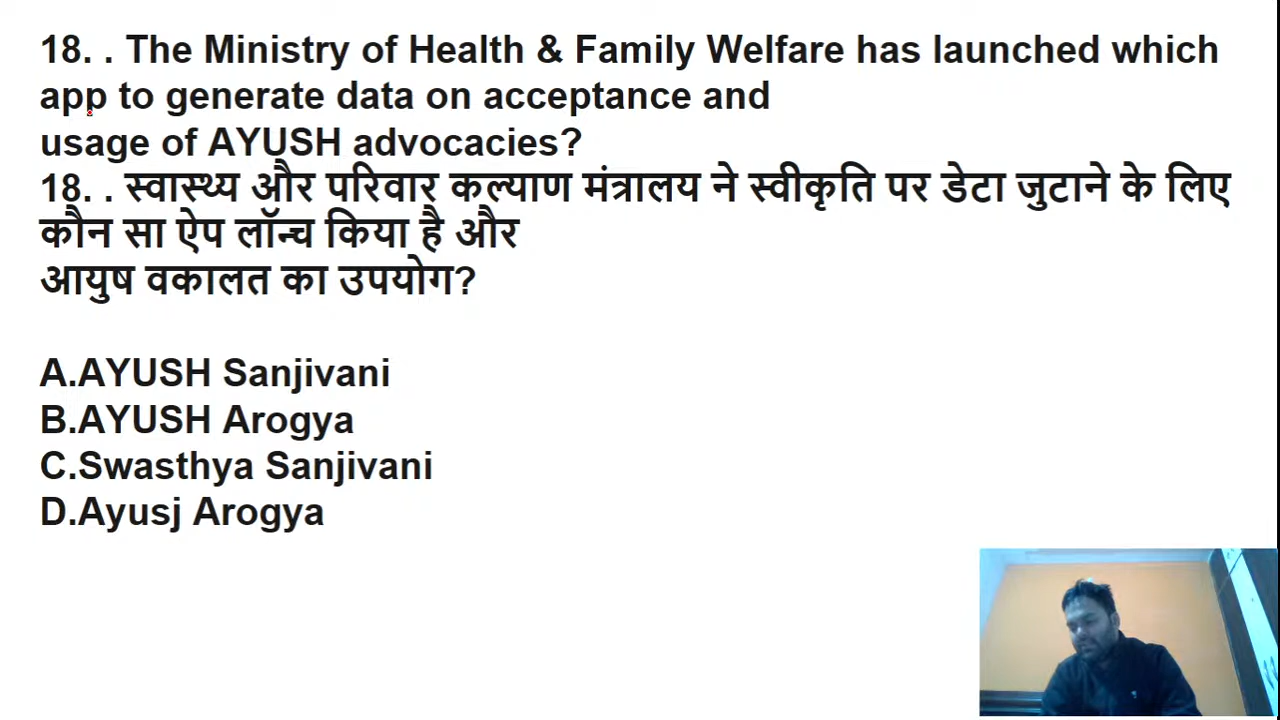 18. . The Ministry of Health & Family Welfare has launched which
app to generate data on acceptance and
usage of AYUSH advocacies?
18. . स्वास्थ्य और परिवार कल्याण मंत्रालय ने स्वीकृति पर डेटा जुटाने के लिए
कौन सा ऐप लॉन्च किया है और
आयुष वकालत का उपयोग?
A.AYUSH Sanjivani
B.AYUSH Arogya
C.Swasthya Sanjivani
D.Ayusj Arogya